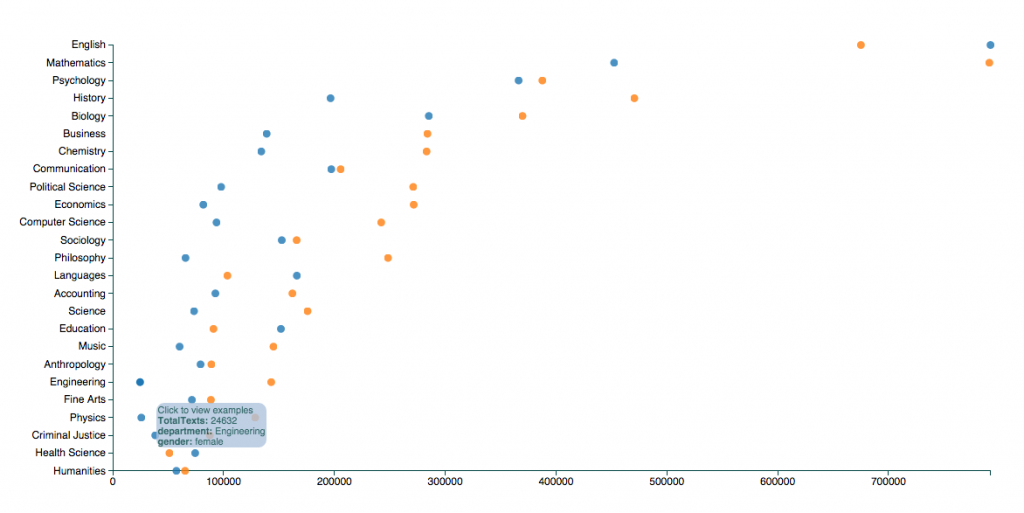 English
Mathematics
Psychology
History
Biology
Business
Chemistry
Communication
Political Science
Economics
Computer Science
Sociology
Philosophy
Languages
Accounting
Science
Education
Music
Anthropology
Engineering
Fine Arts
Click to view examples
Physics
TotalTexts: 24632
department: Engineering
Criminal Justice
gender: female
Health Science
Humanities
0 100000 200000 300000 400000 500000 600000 700000